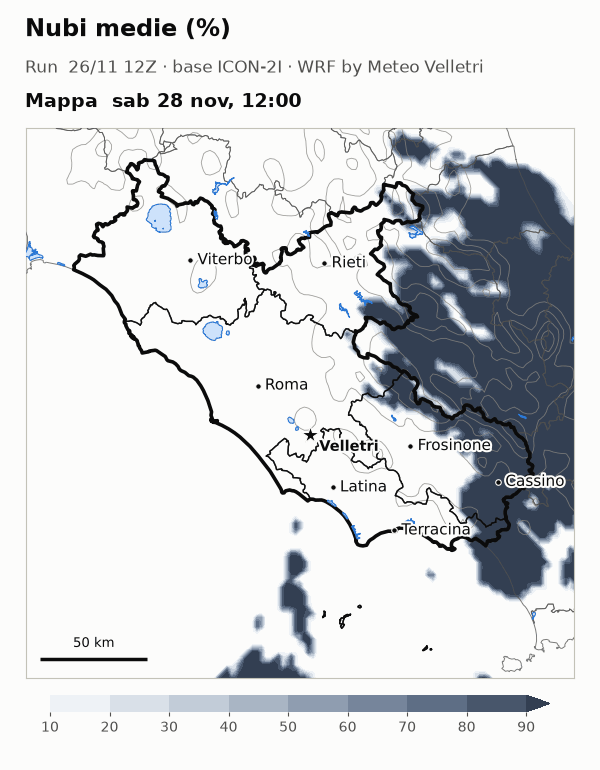 Nubi medie (%)
Run  26/11 12Z · base ICON-2I · WRF by Meteo Velletri
Mappa  sab 28 nov, 12:00
Viterbo
Rieti
Roma
Velletri
Frosinone
Cassino
Latina
Terracina
50 km
10 20 30 40 50 60 70 80 90